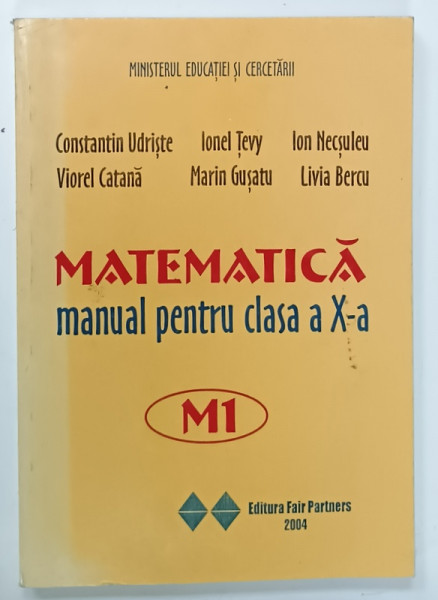 MINISTERUL EDUCAȚIEI ȘI CERCETĂRII
Constantin Udriște Ionel Țevy Ion Necșuleu
Viorel Catană Marin Gușatu Livia Bercu
MATEMATICĂ
manual pentru clasa a X-a
M1
Editura Fair Partners
2004